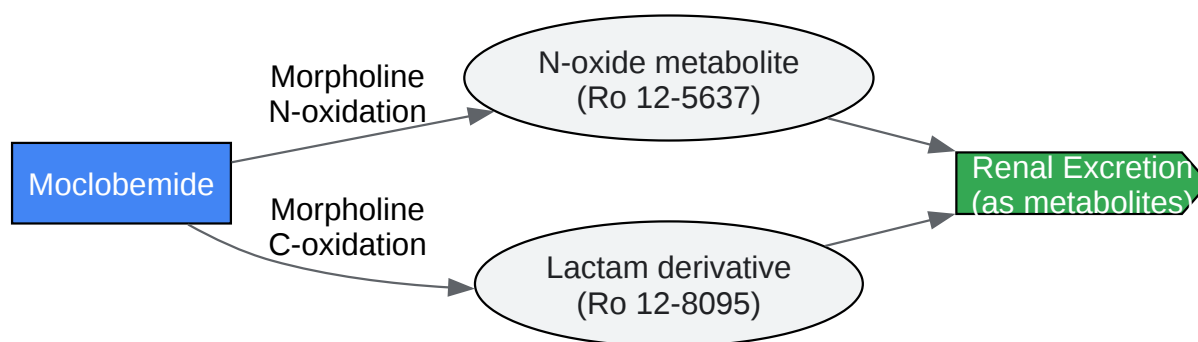 N-oxide metabolite
(Ro 12-5637)
Morpholine
N-oxidation
Moclobemide
Renal Excretion
(as metabolites)
Morpholine
C-oxidation
Lactam derivative
(Ro 12-8095)